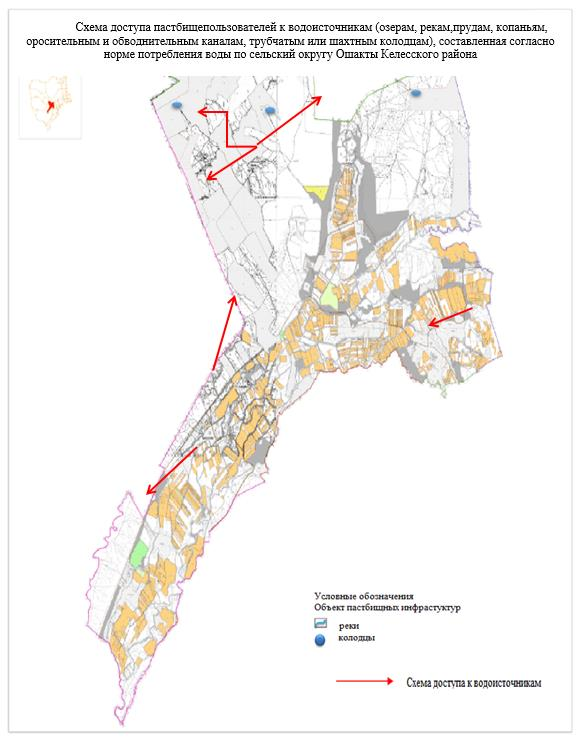 Схема доступа пастбищепользователей к водоисточникам (озерам, рекам,прудам, копаньям,
оросительным и обводнительным каналам, трубчатым или шахтным колодцам), составленная согласно
норме потребления воды по сельский округу Ошакты Келесского района
Условные обозначения
Объект пастбищных инфрастуктур
реки
колодцы
Схема доступа к водоисточникам